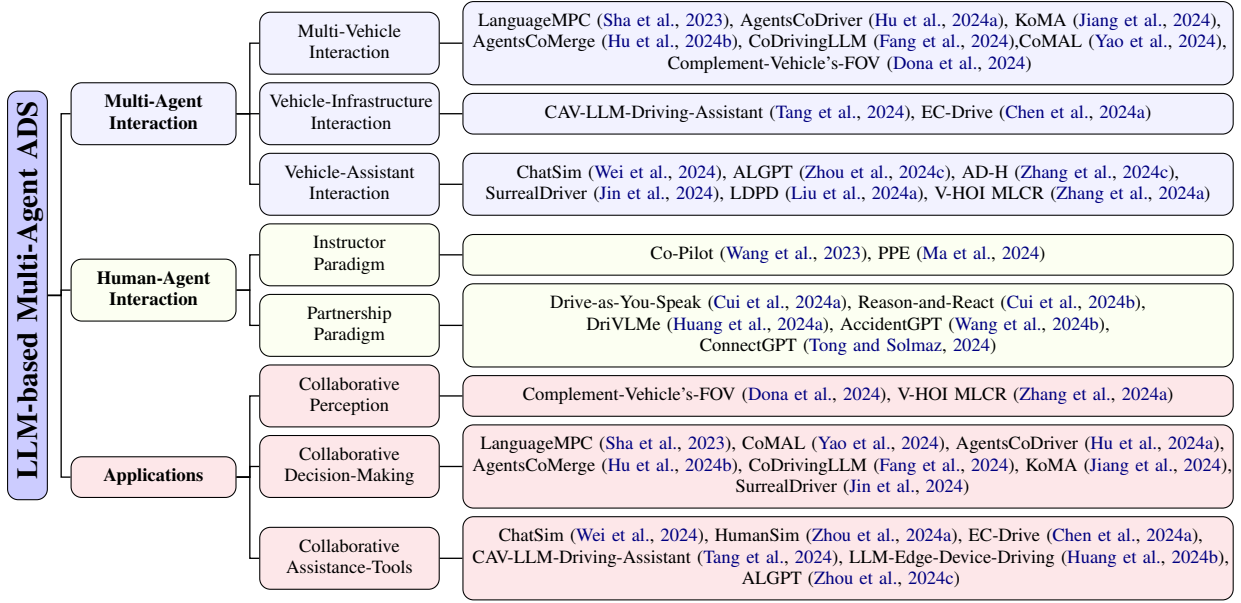 LLM-based Multi-Agent ADS
Multi-Agent
Interaction
Multi-Vehicle
Interaction
LanguageMPC (Sha et al., 2023), AgentsCoDriver (Hu et al., 2024a), KoMA (Jiang et al., 2024),
AgentsCoMerge (Hu et al., 2024b), CoDrivingLLM (Fang et al., 2024),CoMAL (Yao et al., 2024),
Complement-Vehicle's-FOV (Dona et al., 2024)
Vehicle-Infrastructure
Interaction
CAV-LLM-Driving-Assistant (Tang et al., 2024), EC-Drive (Chen et al., 2024a)
Vehicle-Assistant
Interaction
ChatSim (Wei et al., 2024), ALGPT (Zhou et al., 2024c), AD-H (Zhang et al., 2024c),
SurrealDriver (Jin et al., 2024), LDPD (Liu et al., 2024a), V-HOI MLCR (Zhang et al., 2024a)
Human-Agent
Interaction
Instructor
Paradigm
Co-Pilot (Wang et al., 2023), PPE (Ma et al., 2024)
Partnership
Paradigm
Drive-as-You-Speak (Cui et al., 2024a), Reason-and-React (Cui et al., 2024b),
DriVLMe (Huang et al., 2024a), AccidentGPT (Wang et al., 2024b),
ConnectGPT (Tong and Solmaz, 2024)
Applications
Collaborative
Perception
Complement-Vehicle's-FOV (Dona et al., 2024), V-HOI MLCR (Zhang et al., 2024a)
Collaborative
Decision-Making
LanguageMPC (Sha et al., 2023), CoMAL (Yao et al., 2024), AgentsCoDriver (Hu et al., 2024a),
AgentsCoMerge (Hu et al., 2024b), CoDrivingLLM (Fang et al., 2024), KoMA (Jiang et al., 2024),
SurrealDriver (Jin et al., 2024)
Collaborative
Assistance-Tools
ChatSim (Wei et al., 2024), HumanSim (Zhou et al., 2024a), EC-Drive (Chen et al., 2024a),
CAV-LLM-Driving-Assistant (Tang et al., 2024), LLM-Edge-Device-Driving (Huang et al., 2024b),
ALGPT (Zhou et al., 2024c)